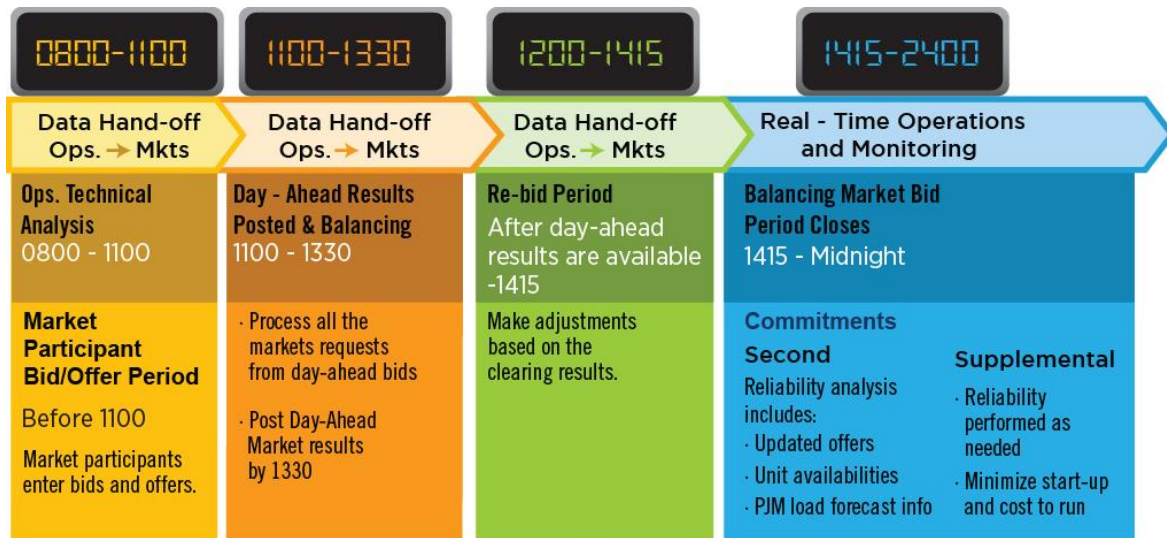 0800-1100
1100-1330
1200-1415
1415-2400
Data Hand-off
Ops. → Mkts
Data Hand-off
Ops. → Mkts
Data Hand-off
Ops. → Mkts
Real - Time Operations
and Monitoring
Ops. Technical
Analysis
0800 - 1100
Day - Ahead Results
Posted & Balancing
1100 - 1330
Re-bid Period
After day-ahead
results are available
-1415
Balancing Market Bid
Period Closes
1415 - Midnight
Market
Participant
Bid/Offer Period
Before 1100
Market participants
enter bids and offers.
· Process all the
markets requests
from day-ahead bids
· Post Day-Ahead
Market results
by 1330
Make adjustments
based on the
clearing results.
Commitments
Second
Reliability analysis
includes:
· Updated offers
· Unit availabilities
· PJM load forecast info
Supplemental
· Reliability
performed as
needed
· Minimize start-up
and cost to run